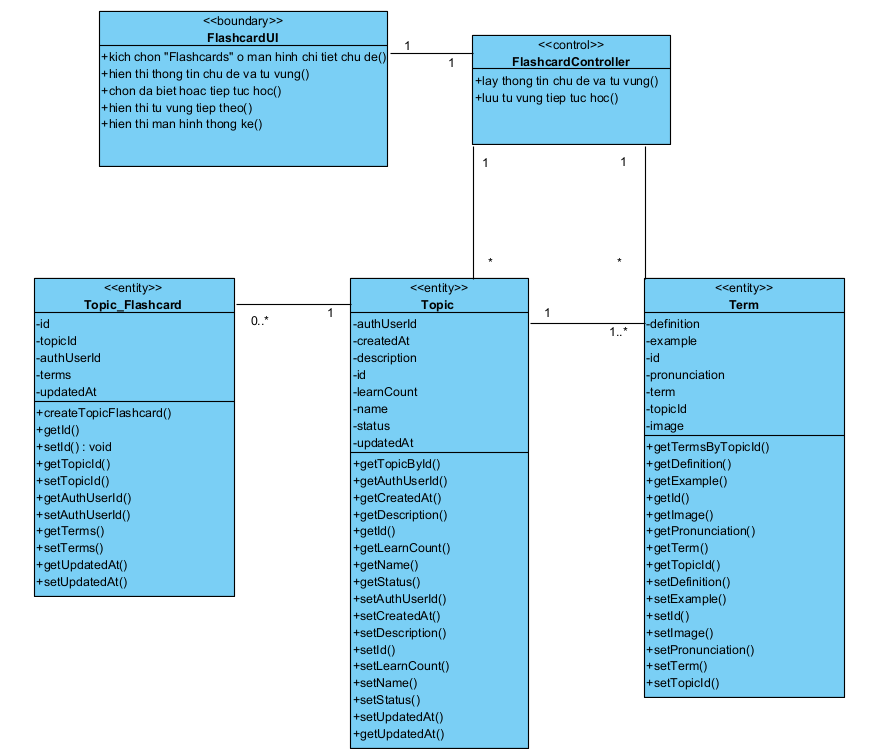 <<boundary>>
FlashcardUI
+kich chon "Flashcards" o man hinh chi tiet chu de()
+hien thi thong tin chu de va tu vung()
+chon da biet hoac tiep tuc hoc()
+hien thi tu vung tiep theo()
+hien thi man hinh thong ke()
1
1
<<control>>
FlashcardController
+lay thong tin chu de va tu vung()
+luu tu vung tiep tuc hoc()
1
1
*
*
<<entity>>
Topic_Flashcard
-id
-topicId
-authUserId
-terms
-updatedAt
+createTopicFlashcard()
+getId()
+setId() : void
+getTopicId()
+setTopicId()
+getAuthUserId()
+setAuthUserId()
+getTerms()
+setTerms()
+getUpdatedAt()
+setUpdatedAt()
0..*
1
<<entity>>
Topic
-authUserId
-createdAt
-description
-id
-learnCount
-name
-status
-updatedAt
+getTopicById()
+getAuthUserId()
+getCreatedAt()
+getDescription()
+getId()
+getLearnCount()
+getName()
+getStatus()
+setAuthUserId()
+setCreatedAt()
+setDescription()
+setId()
+setLearnCount()
+setName()
+setStatus()
+setUpdatedAt()
+getUpdatedAt()
1
1..*
<<entity>>
Term
-definition
-example
-id
-pronunciation
-term
-topicId
-image
+getTermsByTopicId()
+getDefinition()
+getExample()
+getId()
+getImage()
+getPronunciation()
+getTerm()
+getTopicId()
+setDefinition()
+setExample()
+setId()
+setImage()
+setPronunciation()
+setTerm()
+setTopicId()